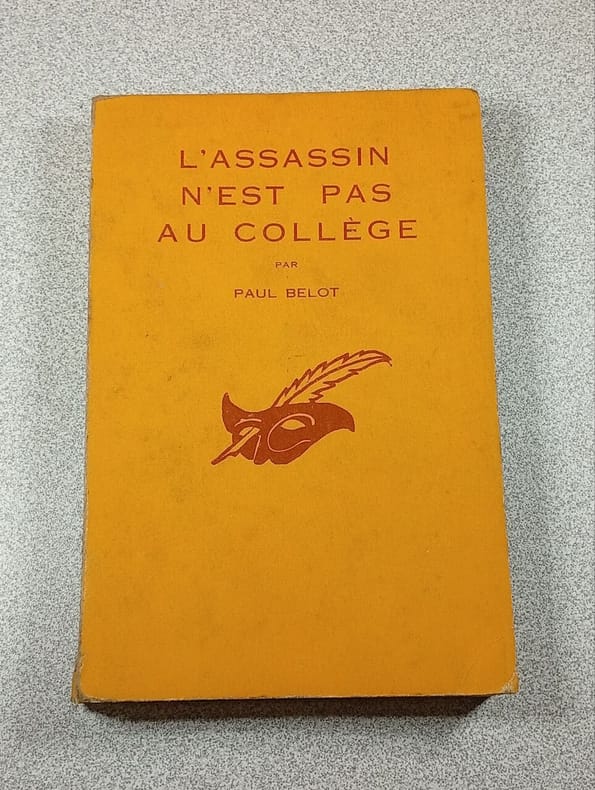 L'ASSASSIN
N'EST PAS
AU COLLÈGE
PAR
PAUL BELOT